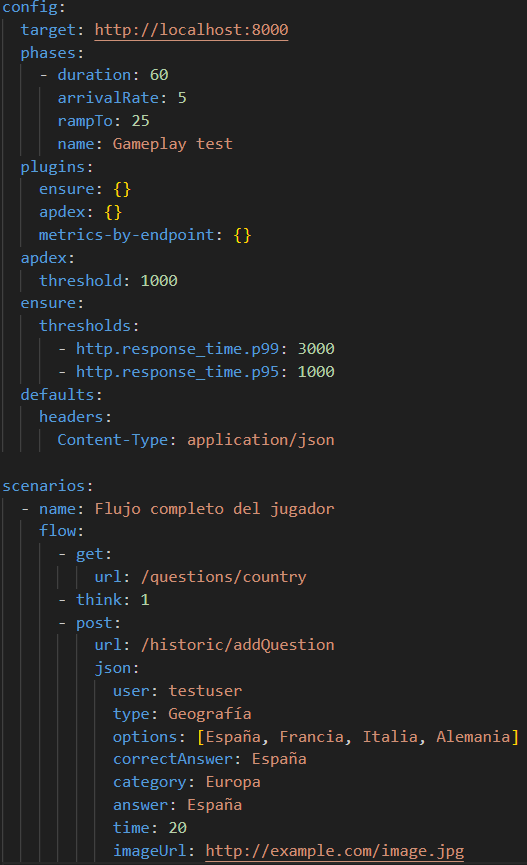 config:
  target: http://localhost:8000
  phases:
    - duration: 60
      arrivalRate: 5
      rampTo: 25
      name: Gameplay test
  plugins:
    ensure: {}
    apdex: {}
    metrics-by-endpoint: {}
  apdex:
    threshold: 1000
  ensure:
    thresholds:
      - http.response_time.p99: 3000
      - http.response_time.p95: 1000
  defaults:
    headers:
      Content-Type: application/json

scenarios:
  - name: Flujo completo del jugador
    flow:
      - get:
          url: /questions/country
      - think: 1
      - post:
          url: /historic/addQuestion
          json:
            user: testuser
            type: Geografía
            options: [España, Francia, Italia, Alemania]
            correctAnswer: España
            category: Europa
            answer: España
            time: 20
            imageUrl: http://example.com/image.jpg